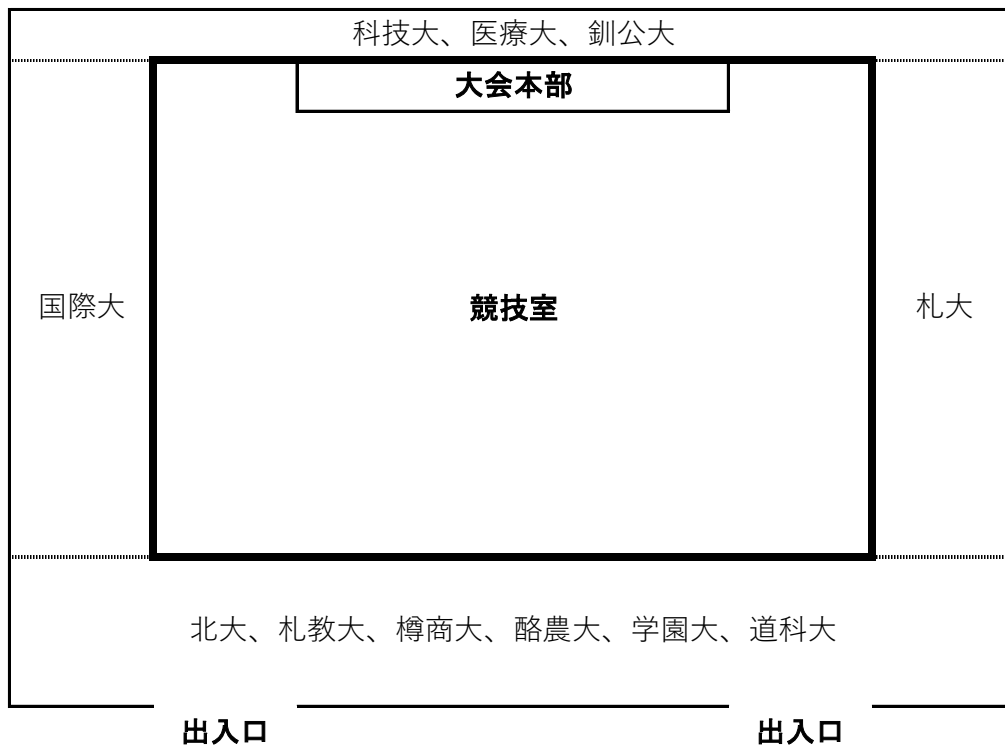 科技大、医療大、釧公大
大会本部
国際大
競技室
札大
北大、札教大、樽商大、酪農大、学園大、道科大
出入口
出入口